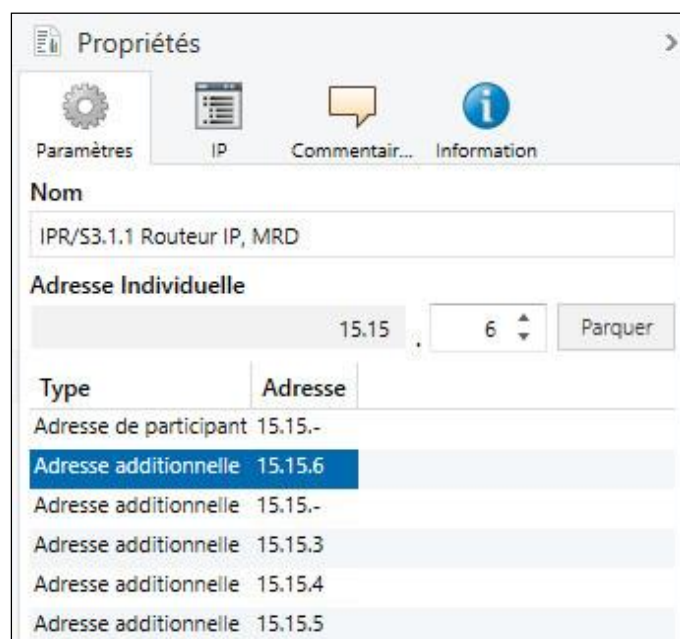 Propriétés
Paramètres IP Commentair... Information
Nom
IPR/S3.1.1 Routeur IP, MRD
Adresse Individuelle
15.15 . 6 Parquer
Type Adresse
Adresse de participant 15.15.-
Adresse additionnelle 15.15.6
Adresse additionnelle 15.15.-
Adresse additionnelle 15.15.3
Adresse additionnelle 15.15.4
Adresse additionnelle 15.15.5